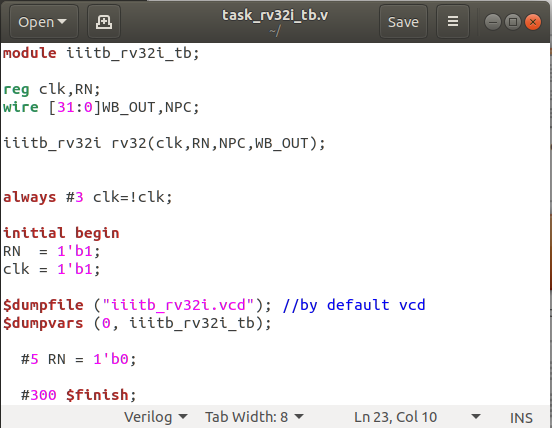 Open
task_rv32i_tb.v
~/
Save
module iiitb_rv32i_tb;
reg clk,RN;
wire [31:0]WB_OUT,NPC;
iiitb_rv32i rv32(clk,RN,NPC,WB_OUT);
always #3 clk=!clk;
initial begin
RN  = 1'b1;
clk = 1'b1;
$dumpfile ("iiitb_rv32i.vcd"); //by default vcd
$dumpvars (0, iiitb_rv32i_tb);
  #5 RN = 1'b0;
  #300 $finish;
Verilog Tab Width: 8 Ln 23, Col 10 INS